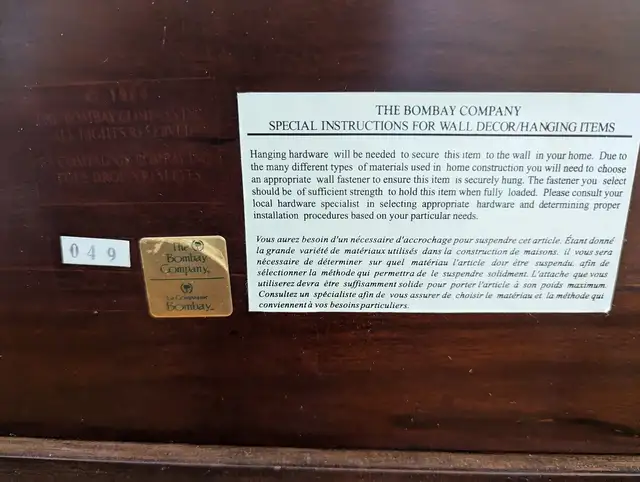 THE BOMBAY COMPANY
SPECIAL INSTRUCTIONS FOR WALL DECOR/HANGING ITEMS
Hanging hardware will be needed to secure this item to the wall in your home. Due to
the many different types of materials used in home construction you will need to choose
an appropriate wall fastener to ensure this item is securely hung. The fastener you select
should be of sufficient strength to hold this item when fully loaded. Please consult your
local hardware specialist in selecting appropriate hardware and determining proper
installation procedures based on your particular needs.
Vous aurez besoin d'un nécessaire d'accrochage pour suspendre cet article. Étant donné
la grande variété de matériaux utilisés dans la construction de maisons, il vous sera
nécessaire de déterminer sur quel matériau l'article doir être suspendu, afin de
sélectionner la méthode qui permettra de le suspendre solidment. L'attache que vous
utiliserez devra être suffisamment solide pour porter l'article à son poids maximum.
Consultez un spécialiste afin de vous assurer de choisir le matériau et la méthode qui
conviennent à vos besoins particuliers.
049
The
Bombay
Company
La Compagnie
Bombay